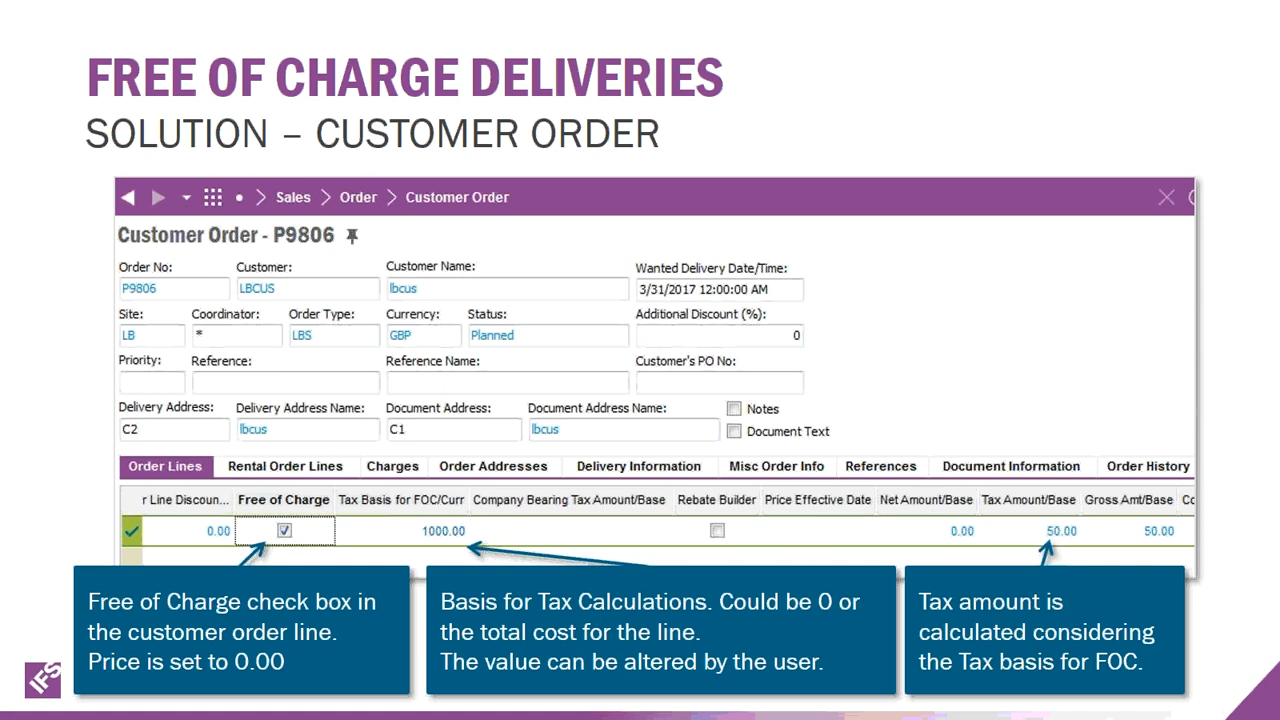 FREE OF CHARGE DELIVERIES
SOLUTION – CUSTOMER ORDER
Sales Order Customer Order
Customer Order - P9806
Order No: Customer: Customer Name: Wanted Delivery Date/Time:
P9806 LBCUS lbcus 3/31/2017 12:00:00 AM
Site: Coordinator: Order Type: Currency: Status: Additional Discount (%):
LB * LBS GBP Planned 0
Priority: Reference: Reference Name: Customer's PO No:
Delivery Address: Delivery Address Name: Document Address: Document Address Name: Notes
C2 lbcus C1 lbcus Document Text
Order Lines Rental Order Lines Charges Order Addresses Delivery Information Misc Order Info References Document Information Order History
r Line Discoun... Free of Charge Tax Basis for FOC/Curr Company Bearing Tax Amount/Base Rebate Builder Price Effective Date Net Amount/Base Tax Amount/Base Gross Amt/Base Co
0.00 1000.00 0.00 50.00 50.00
Free of Charge check box in
the customer order line.
Price is set to 0.00
Basis for Tax Calculations. Could be 0 or
the total cost for the line.
The value can be altered by the user.
Tax amount is
calculated considering
the Tax basis for FOC.
IFS